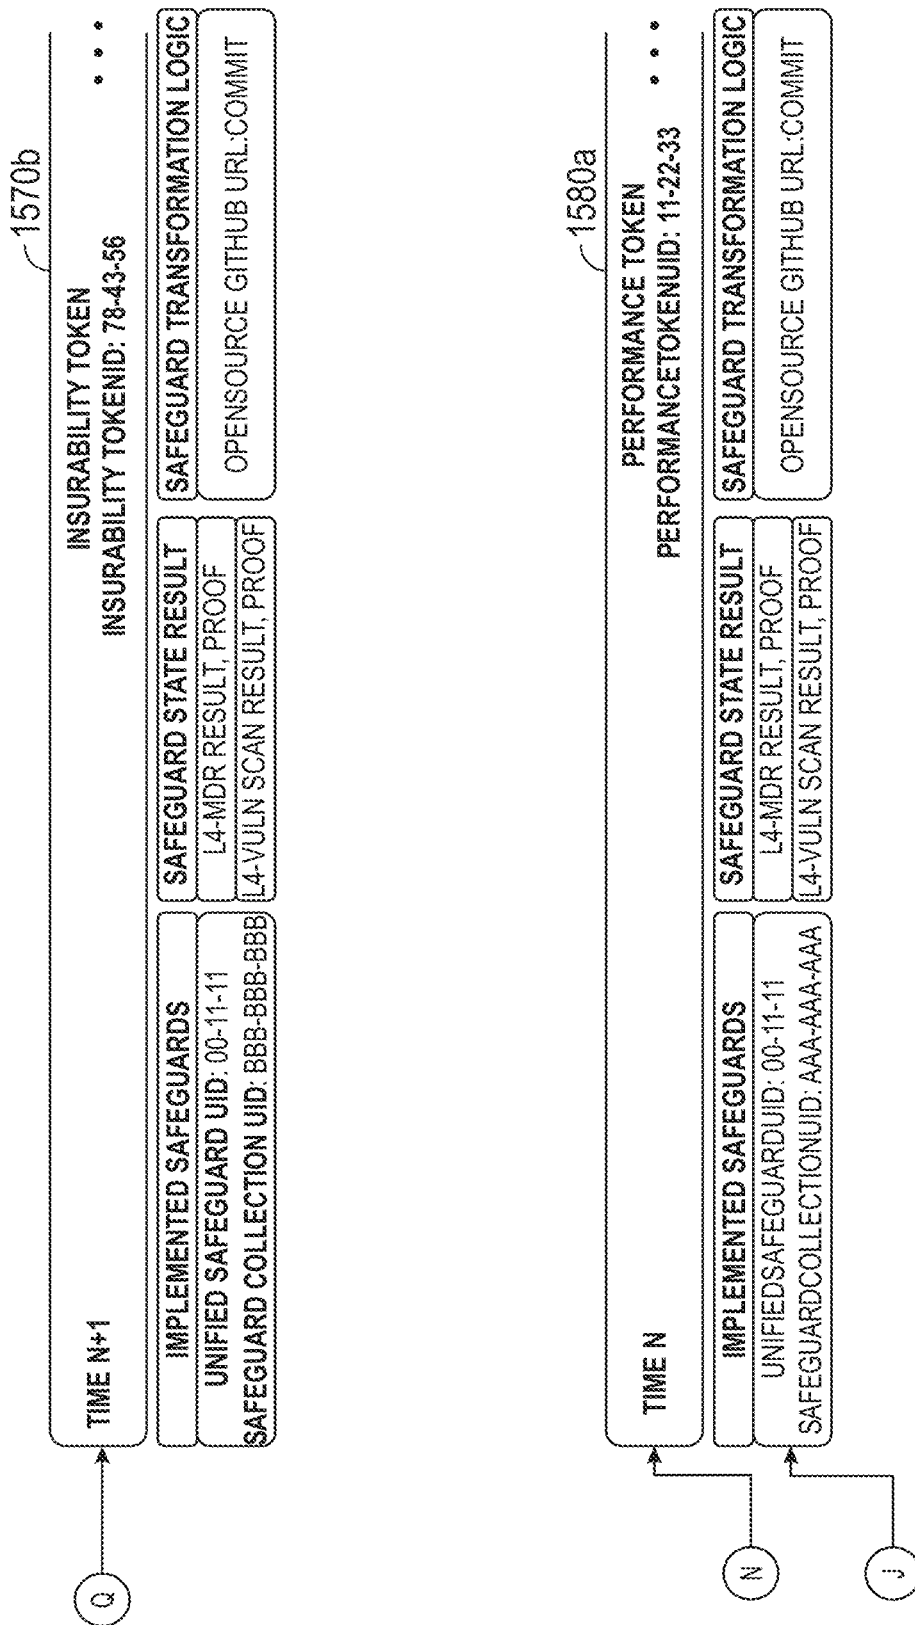 1570b
TIME N+1
INSURABILITY TOKEN
INSURABILITY TOKENID: 78-43-56
• • •
IMPLEMENTED SAFEGUARDS
UNIFIED SAFEGUARD UID: 00-11-11
SAFEGUARD COLLECTION UID: BBB-BBB-BBB
SAFEGUARD STATE RESULT
L4-MDR RESULT, PROOF
L4-VULN SCAN RESULT, PROOF
SAFEGUARD TRANSFORMATION LOGIC
OPENSOURCE GITHUB URL:COMMIT
Q
1580a
TIME N
PERFORMANCE TOKEN
PERFORMANCETOKENUID: 11-22-33
• • •
IMPLEMENTED SAFEGUARDS
UNIFIEDSAFEGUARDUID: 00-11-11
SAFEGUARDCOLLECTIONUID: AAA-AAA-AAA
SAFEGUARD STATE RESULT
L4-MDR RESULT, PROOF
L4-VULN SCAN RESULT, PROOF
SAFEGUARD TRANSFORMATION LOGIC
OPENSOURCE GITHUB URL:COMMIT
N
J